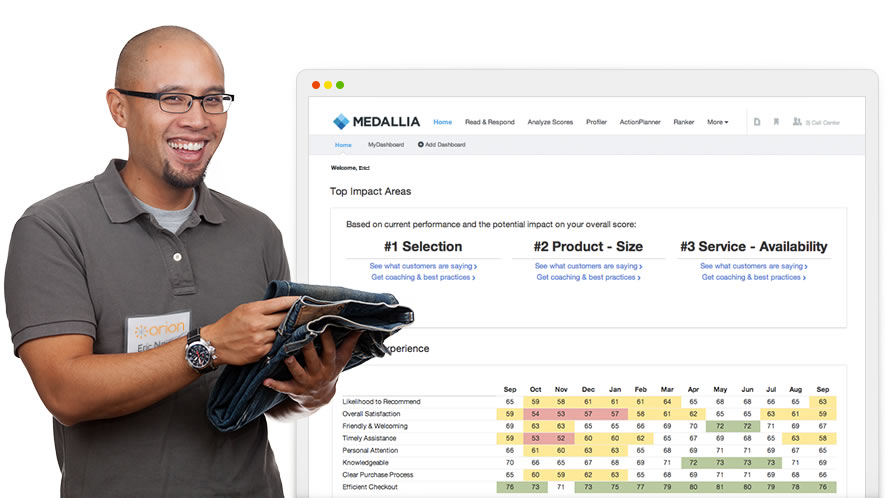 MEDALLIA Home Read & Respond Analyze Scores Profiler ActionPlanner Ranker More Call Center
Home MyDashboard Add Dashboard
Welcome, Eric!
Top Impact Areas
Based on current performance and the potential impact on your overall score:
#1 Selection #2 Product - Size #3 Service - Availability
See what customers are saying › See what customers are saying › See what customers are saying ›
Get coaching & best practices › Get coaching & best practices › Get coaching & best practices ›
orion
Eric
xperience
Sep Oct Nov Dec Jan Feb Mar Apr May Jun Jul Aug Sep
Likelihood to Recommend 65 59 58 61 61 61 64 65 68 68 66 65 63
Overall Satisfaction 59 54 53 57 57 58 61 62 65 65 63 61 59
Friendly & Welcoming 69 63 63 65 65 66 69 70 72 72 71 69 67
Timely Assistance 59 53 52 60 60 62 65 67 69 68 65 63 58
Personal Attention 66 61 60 63 63 65 68 69 71 71 69 67 65
Knowledgeable 70 66 65 67 68 69 71 72 73 73 73 71 69
Clear Purchase Process 65 60 59 62 63 65 68 69 71 71 69 68 66
Efficient Checkout 76 73 71 73 75 77 79 80 81 80 79 78 76